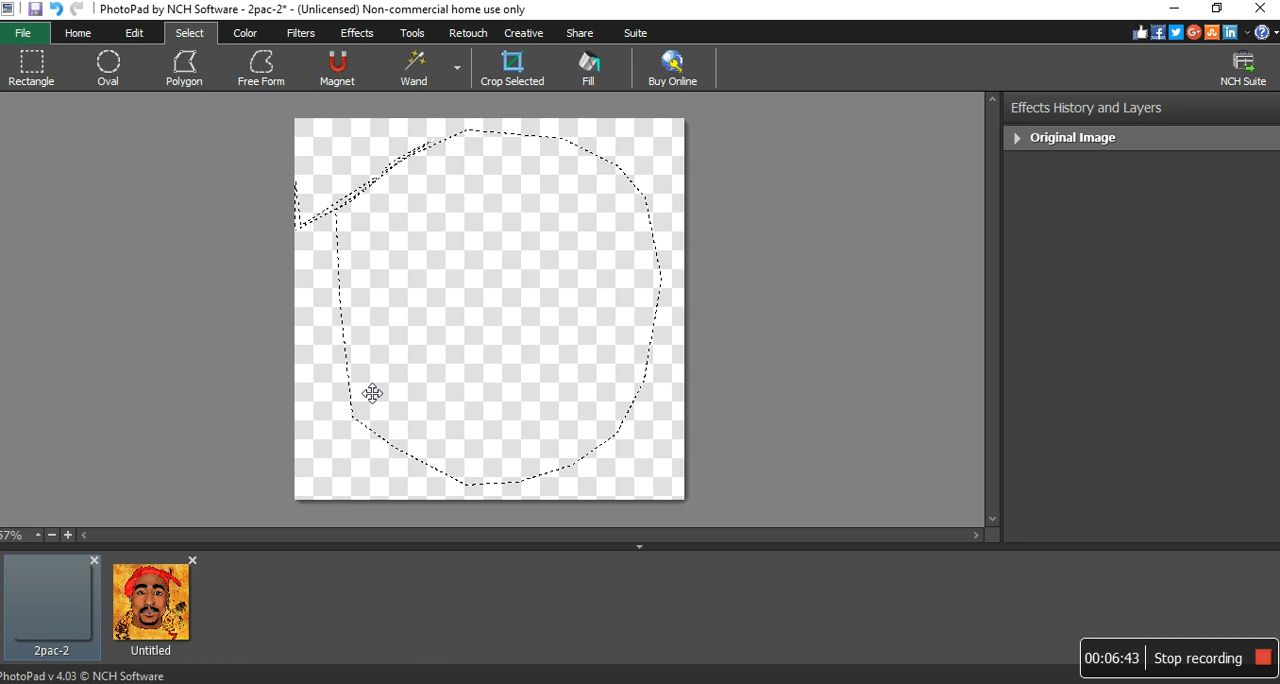 PhotoPad by NCH Software - 2pac-2* - (Unlicensed) Non-commercial home use only
File Home Edit Select Color Filters Effects Tools Retouch Creative Share Suite
Rectangle Oval Polygon Free Form Magnet Wand Crop Selected Fill Buy Online NCH Suite
Effects History and Layers
Original Image
57%
2pac-2 Untitled
00:06:43 Stop recording
PhotoPad v 4.03 © NCH Software